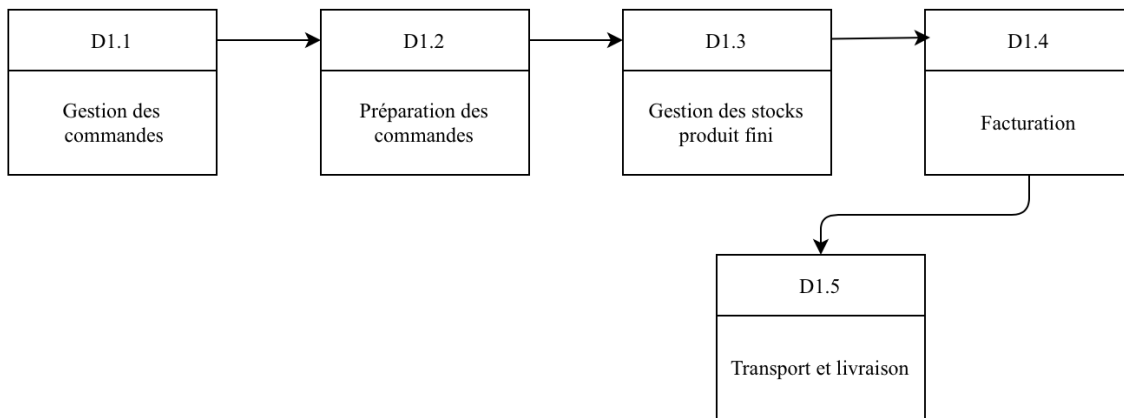 D1.1
Gestion des
commandes
D1.2
Préparation des
commandes
D1.3
Gestion des stocks
produit fini
D1.4
Facturation
D1.5
Transport et livraison